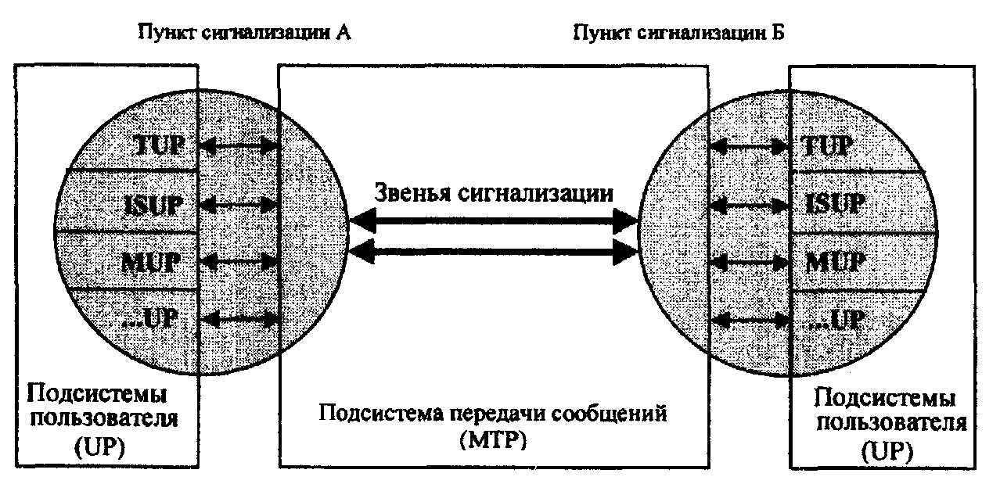 Пункт сигнализации А
Пункт сигнализации Б
TUP
ISUP
MUP
...UP
Звенья сигнализации
TUP
ISUP
MUP
...UP
Подсистемы
пользователя
(UP)
Подсистема передачи сообщений
(МТР)
Подсистемы
пользователя
(UP)